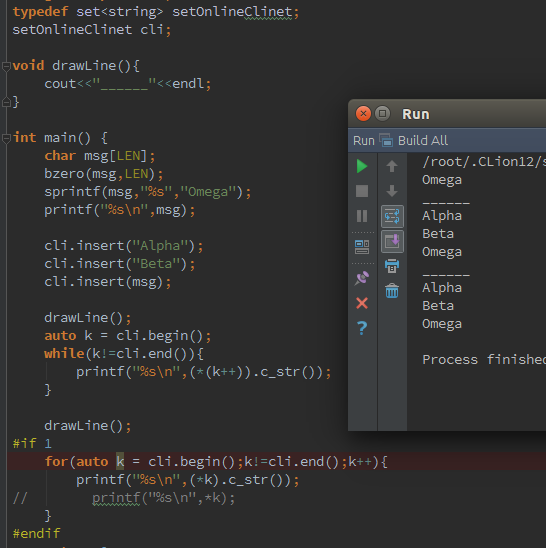 typedef set<string> setOnlineClinet;
setOnlineClinet cli;
void drawLine(){
cout<<"______"<<endl;
}
int main() {
char msg[LEN];
bzero(msg,LEN);
sprintf(msg,"%s","Omega");
printf("%s\n",msg);
cli.insert("Alpha");
cli.insert("Beta");
cli.insert(msg);
drawLine();
auto k = cli.begin();
while(k!=cli.end()){
printf("%s\n",(*(k++)).c_str());
}
drawLine();
#if 1
for(auto k = cli.begin();k!=cli.end();k++){
printf("%s\n",(*k).c_str());
// printf("%s\n",*k);
}
#endif
Run
Run Build All
/root/.CLion12/s
Omega
______
Alpha
Beta
Omega
______
Alpha
Beta
Omega
Process finished